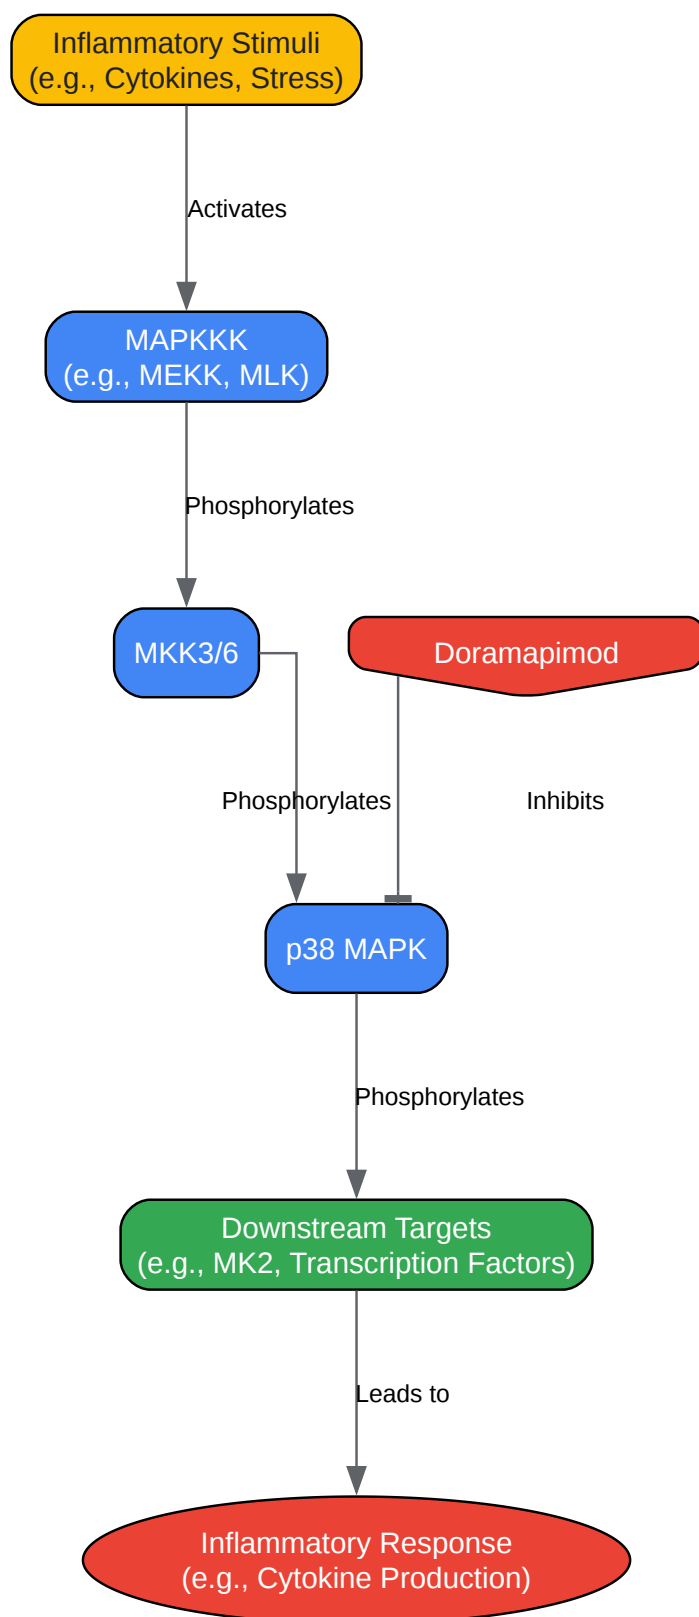 Inflammatory Stimuli
(e.g., Cytokines, Stress)
Activates
MAPKKK
(e.g., MEKK, MLK)
Phosphorylates
MKK3/6
Doramapimod
Phosphorylates
Inhibits
p38 MAPK
Phosphorylates
Downstream Targets
(e.g., MK2, Transcription Factors)
Leads to
Inflammatory Response
(e.g., Cytokine Production)